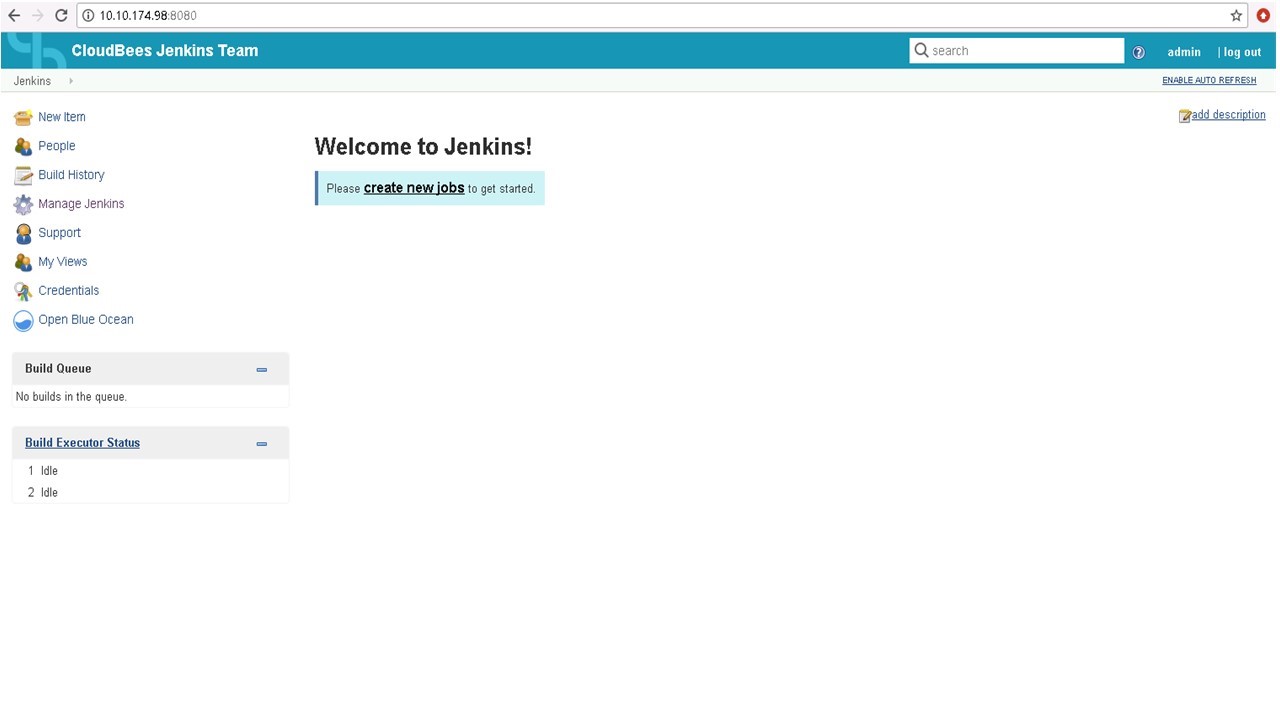 10.10.174.98:8080
CloudBees Jenkins Team
search
admin | log out
Jenkins
ENABLE AUTO REFRESH
New Item
People
Build History
Manage Jenkins
Support
My Views
Credentials
Open Blue Ocean
add description
Welcome to Jenkins!
Please create new jobs to get started.
Build Queue
No builds in the queue.
Build Executor Status
1 Idle
2 Idle